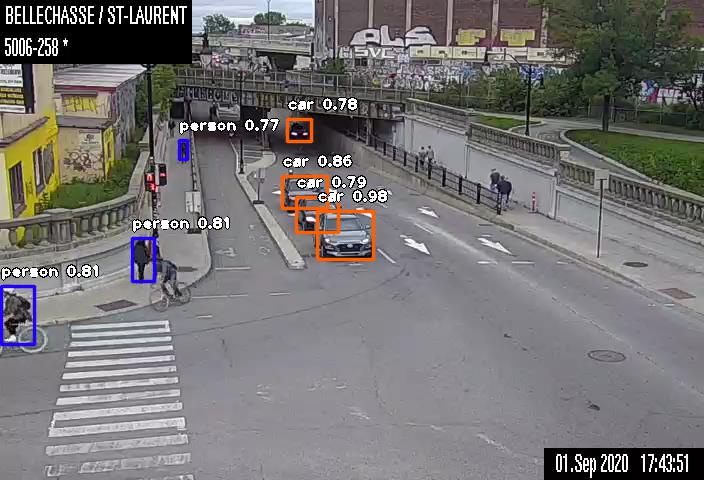 BELLECHASSE / ST-LAURENT
5006-258 *
car 0.78
person 0.77
car 0.86
car 0.79
car 0.98
person 0.81
person 0.81
01.Sep 2020 17:43:51